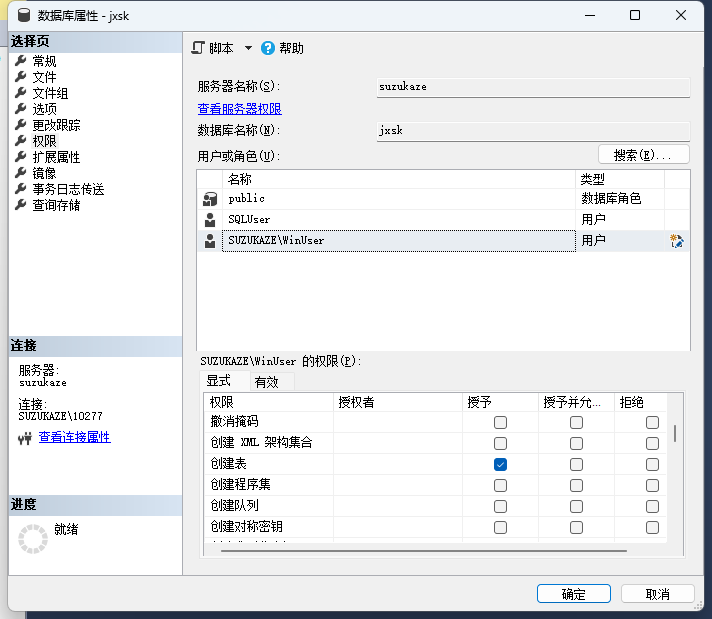 数据库属性 - jxsk
选择页
常规
文件
文件组
选项
更改跟踪
权限
扩展属性
镜像
事务日志传送
查询存储
连接
服务器:
suzukaze
连接:
SUZUKAZE\10277
查看连接属性
进度
就绪
脚本 帮助
服务器名称(S): suzukaze
查看服务器权限
数据库名称(N): jxsk
用户或角色(U): 搜索(E)...
名称 类型
public 数据库角色
SQLUser 用户
SUZUKAZE\WinUser 用户
SUZUKAZE\WinUser 的权限(P):
显式 有效
权限 授权者 授予 授予并允... 拒绝
撤消掩码
创建 XML 架构集合
创建表
创建程序集
创建队列
创建对称密钥
确定 取消